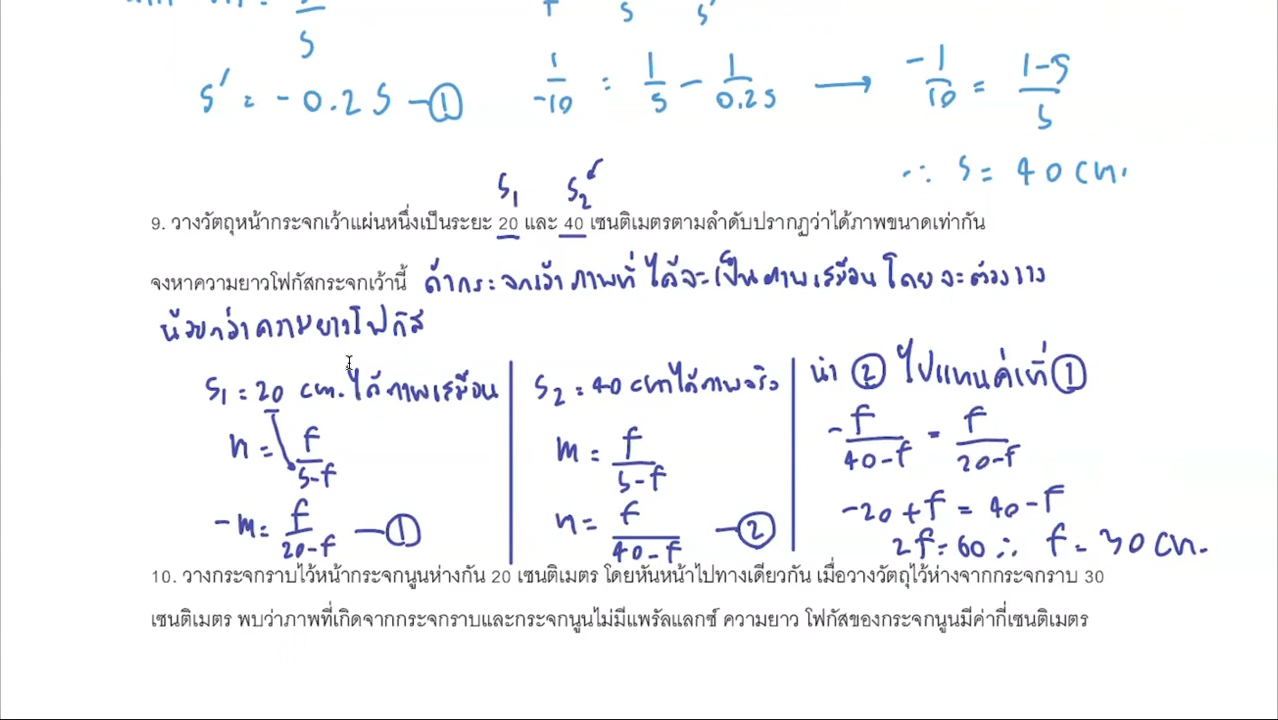 s
s' = -0.2 s — ①
1/-10 = 1/s - 1/0.2s → -1/10 = 1-5/s
∴ s = 40 cm.
s₁ s₂
9. วางวัตถุหน้ากระจกเว้าแผ่นหนึ่งเป็นระยะ 20 และ 40 เซนติเมตรตามลำดับปรากฏว่าได้ภาพขนาดเท่ากัน
จงหาความยาวโฟกัสกระจกเว้านี้ ถ้ากระจกเว้า ภาพที่ ได้จะเป็นภาพเสมือน โดยจะต้องวาง
น้อยกว่าความยาวโฟกัส
s₁ = 20 cm. ได้ภาพเสมือน
m = f/s-f
-m = f/20-f — ①
s₂ = 40 cm ได้ภาพจริง
m = f/s-f
m = f/40-f — ②
นำ ② ไปแทนค่าที่ ①
-f/40-f = f/20-f
-20 + f = 40 - f
2f = 60 ∴ f = 30 cm.
10. วางกระจกราบไว้หน้ากระจกนูนห่างกัน 20 เซนติเมตร โดยหันหน้าไปทางเดียวกัน เมื่อวางวัตถุไว้ห่างจากกระจกราบ 30
เซนติเมตร พบว่าภาพที่เกิดจากกระจกราบและกระจกนูนไม่มีแพรัลแลกซ์ ความยาว โฟกัสของกระจกนูนมีค่ากี่เซนติเมตร